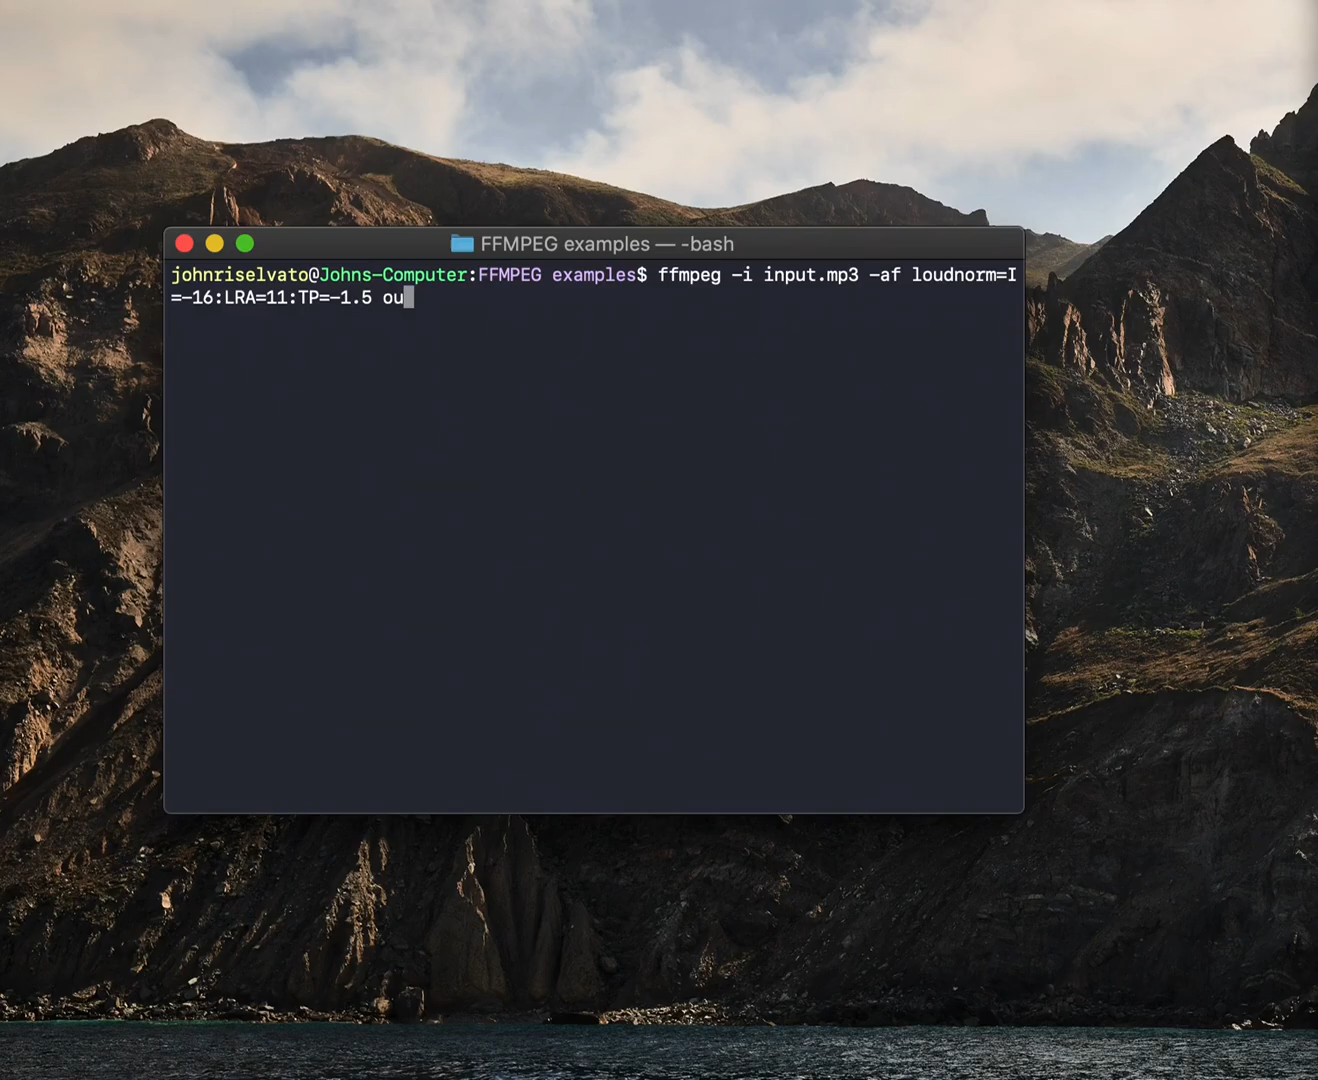 FFMPEG examples — -bash
johnriselvato@Johns-Computer:FFMPEG examples$ ffmpeg -i input.mp3 -af loudnorm=I
=-16:LRA=11:TP=-1.5 ou